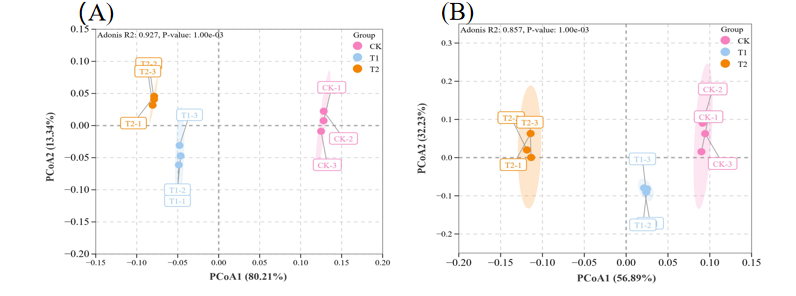 (A)
Adonis R2: 0.927, P-value: 1.00e-03
Group
CK
T1
T2
0.15
0.10
0.05
0.00
−0.05
−0.10
−0.15
−0.20
PCoA2 (13.34%)
T2-2
T2-3
T2-1
T1-3
T1-2
T1-1
CK-1
CK-2
CK-3
−0.15
−0.10
−0.05
0.00
0.05
0.10
0.15
0.20
PCoA1 (80.21%)
(B)
Adonis R2: 0.857, P-value: 1.00e-03
Group
CK
T1
T2
0.3
0.2
0.1
0.0
−0.1
−0.2
PCoA2 (32.23%)
T2-3
T2-1
T1-3
T1-2
CK-2
CK-1
CK-3
−0.20
−0.15
−0.10
−0.05
0.00
0.05
0.10
0.15
PCoA1 (56.89%)